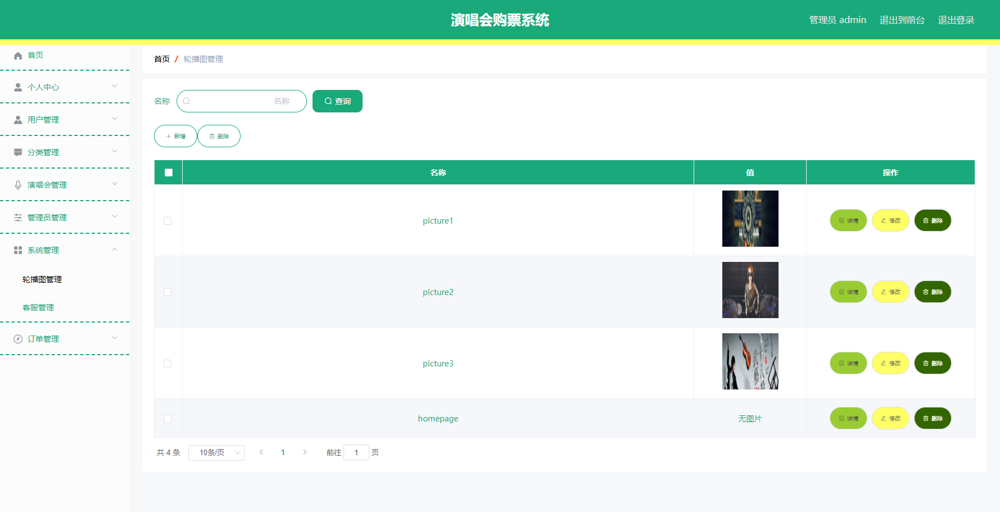 演唱会购票系统
管理员 admin 退出到前台 退出登录
首页
个人中心
用户管理
分类管理
演唱会管理
管理员管理
系统管理
轮播图管理
客服管理
订单管理
首页 / 轮播图管理
名称 名称 查询
新增 删除
名称 值 操作
picture1 详情 修改 删除
picture2 详情 修改 删除
picture3 详情 修改 删除
homepage 无图片 详情 修改 删除
共 4 条 10条/页 1 前往 1 页